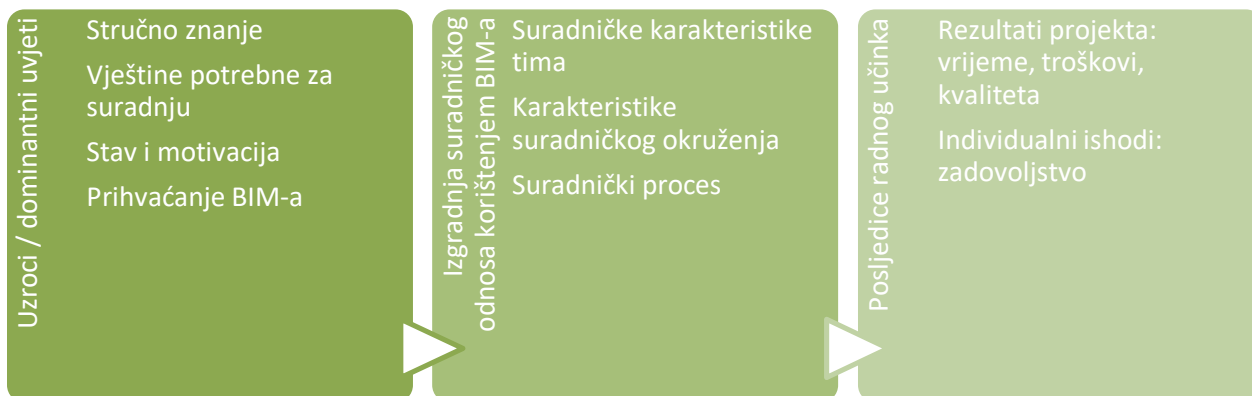 Uzroci / dominantni uvjeti
Stručno znanje
Vještine potrebne za
suradnju
Stav i motivacija
Prihvaćanje BIM-a
Izgradnja suradničkog
odnosa korištenjem BIM-a
Suradničke karakteristike
tima
Karakteristike
suradničkog okruženja
Suradnički proces
Posljedice radnog učinka
Rezultati projekta:
vrijeme, troškovi,
kvaliteta
Individualni ishodi:
zadovoljstvo